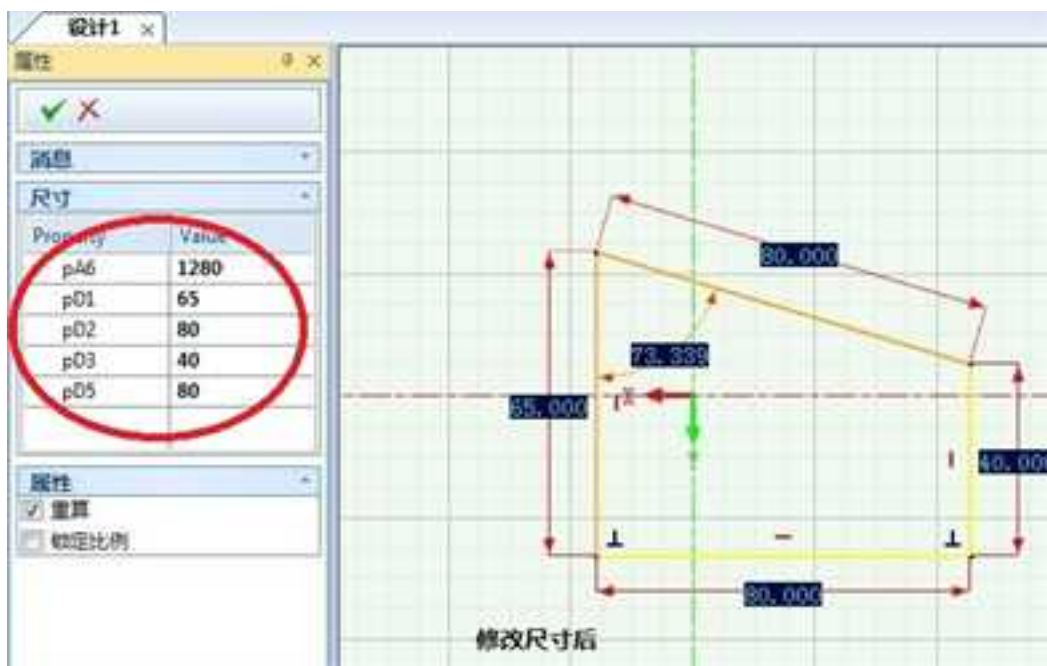 设计1
属性
消息
尺寸
Property Value
pA6 1280
pD1 65
pD2 80
pD3 40
pD5 80
属性
重算
锁定比例
80.000
73.339
65.000
X
40.000
80.000
修改尺寸后